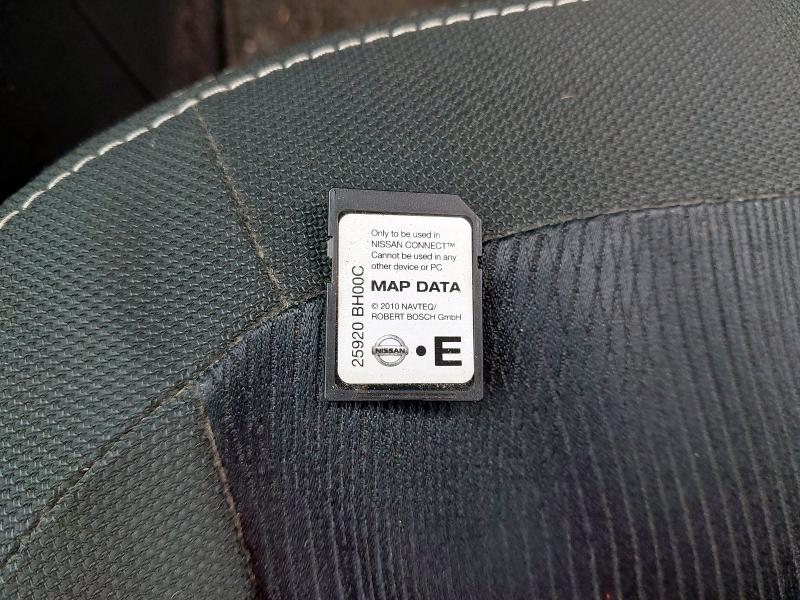 Only to be used in
NISSAN CONNECT™
Cannot be used in any
other device or PC
MAP DATA
© 2010 NAVTEQ/
ROBERT BOSCH GmbH
25920 BH00C
NISSAN
• E